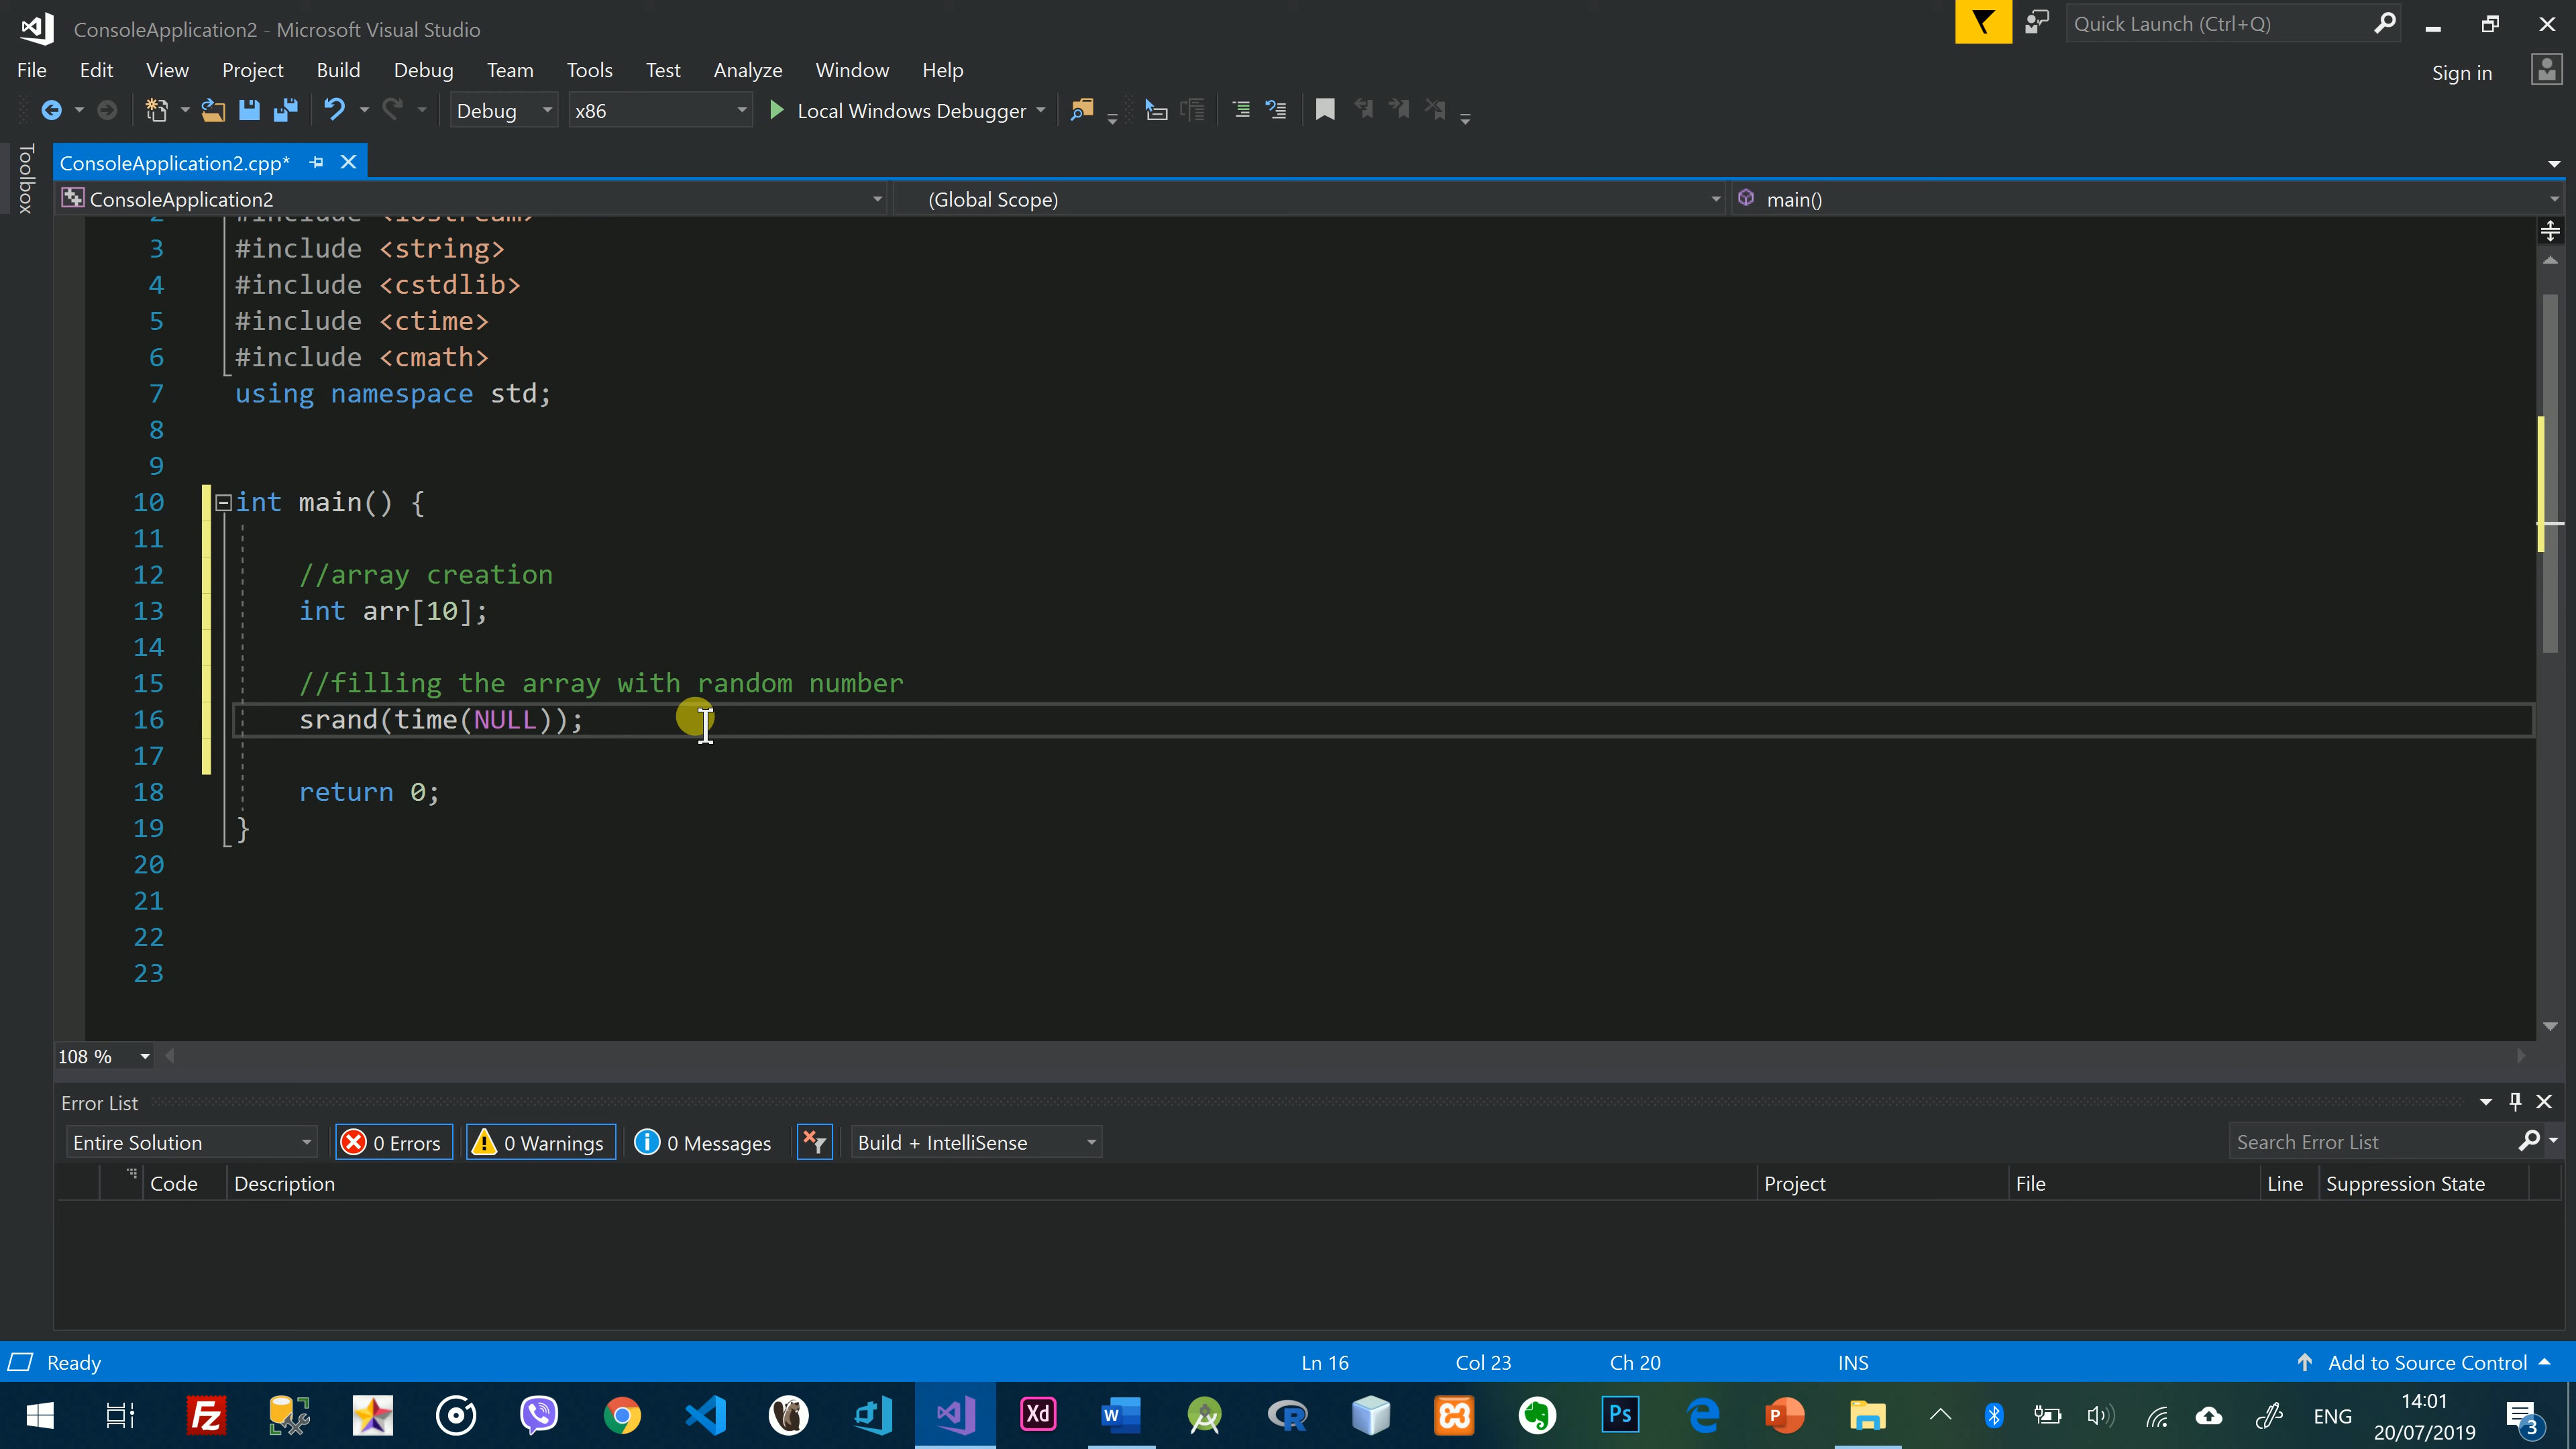 ConsoleApplication2 - Microsoft Visual Studio
Quick Launch (Ctrl+Q)
File Edit View Project Build Debug Team Tools Test Analyze Window Help
Sign in
Debug x86 Local Windows Debugger
Toolbox
ConsoleApplication2.cpp*
ConsoleApplication2 (Global Scope) main()
2 #include <iostream>
3 #include <string>
4 #include <cstdlib>
5 #include <ctime>
6 #include <cmath>
7 using namespace std;
8
9
10 int main() {
11
12 //array creation
13 int arr[10];
14
15 //filling the array with random number
16 srand(time(NULL));
17
18 return 0;
19 }
20
21
22
23
108 %
Error List
Entire Solution 0 Errors 0 Warnings 0 Messages Build + IntelliSense Search Error List
Code Description Project File Line Suppression State
Ready Ln 16 Col 23 Ch 20 INS Add to Source Control
Fz Xd W R Ps P ENG 14:01
20/07/2019 3